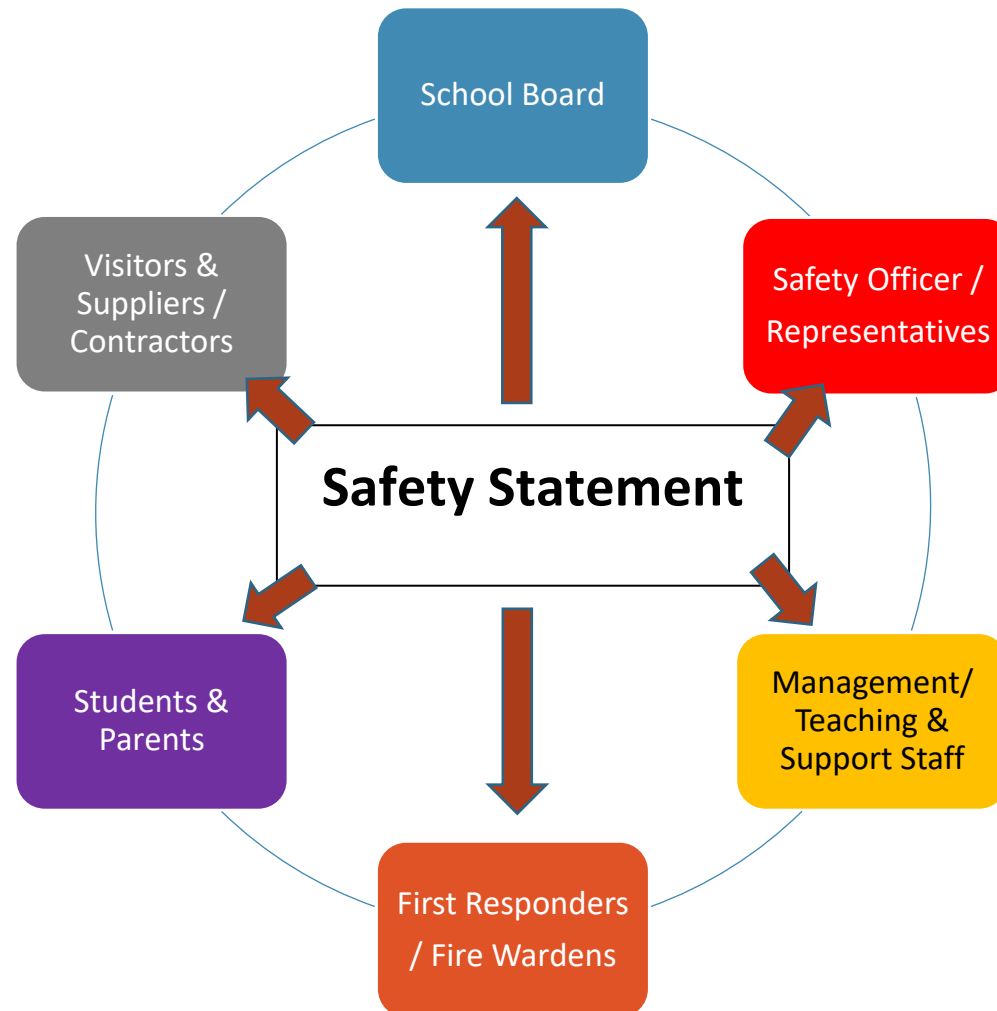 School Board
Visitors &
Suppliers /
Contractors
Safety Officer /
Representatives
Safety Statement
Students &
Parents
Management/
Teaching &
Support Staff
First Responders
/ Fire Wardens